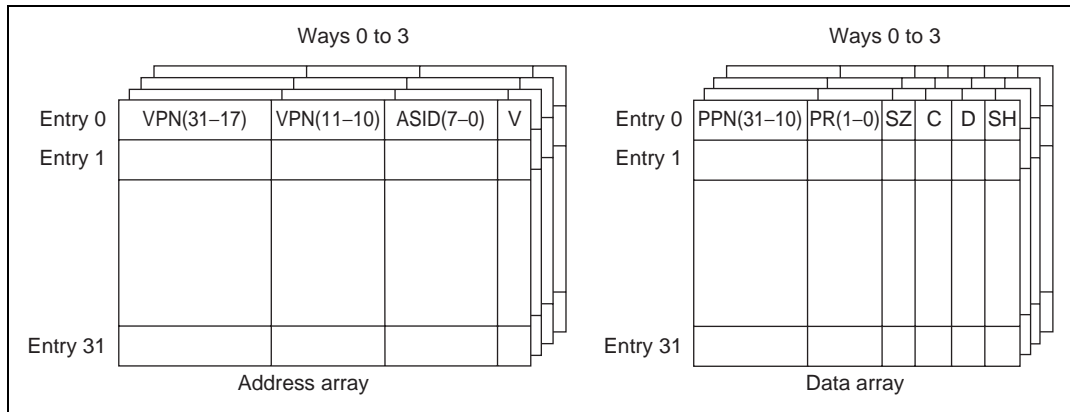 Ways 0 to 3
Entry 0 VPN(31–17) VPN(11–10) ASID(7–0) V
Entry 1
Entry 31
Address array
Ways 0 to 3
Entry 0 PPN(31–10) PR(1–0) SZ C D SH
Entry 1
Entry 31
Data array